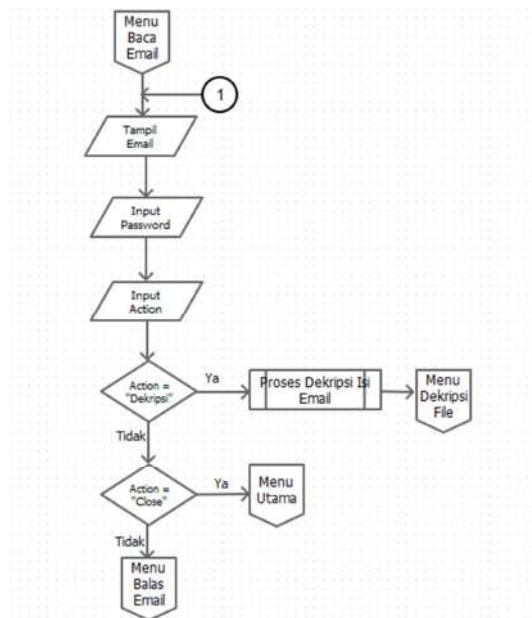 Menu
Baca
Email
1
Tampil
Email
Input
Password
Input
Action
Action =
"Dekripsi"
Ya
Proses Dekripsi Isi
Email
Menu
Dekripsi
File
Tidak
Action =
"Close"
Ya
Menu
Utama
Tidak
Menu
Balas
Email